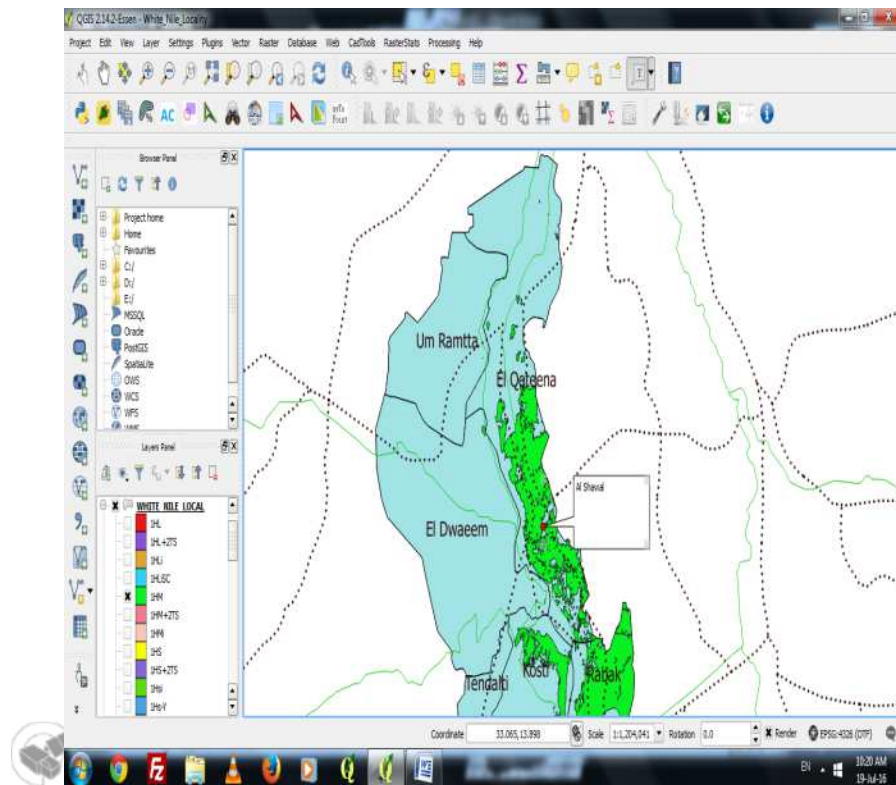 QGIS 2.14.2-Essen - White_Nile_Locality
Project Edit View Layer Settings Plugins Vector Raster Database Web CadTools RasterStats Processing Help
AC
Browser Panel
Project home
Home
Favourites
C:/
D:/
E:/
MSSQL
Oracle
PostGIS
SpatiaLite
OWS
WCS
WFS
Layers Panel
WHITE_NILE_LOCAL
1HL
1HL+2TS
1HLi
1HLiSC
1HM
1HM+2TS
1HMi
1HS
1HS+2TS
1Hsl
1Hs-Y
Um Ramtta
El Qateena
Al Shawal
El Dwaeem
Tendalti
Kosti
Rabak
Coordinate 33.065,13.898 Scale 1:1,204,041 Rotation 0.0 Render EPSG:4326 (OTF)
EN 10:20 AM
19-Jul-16